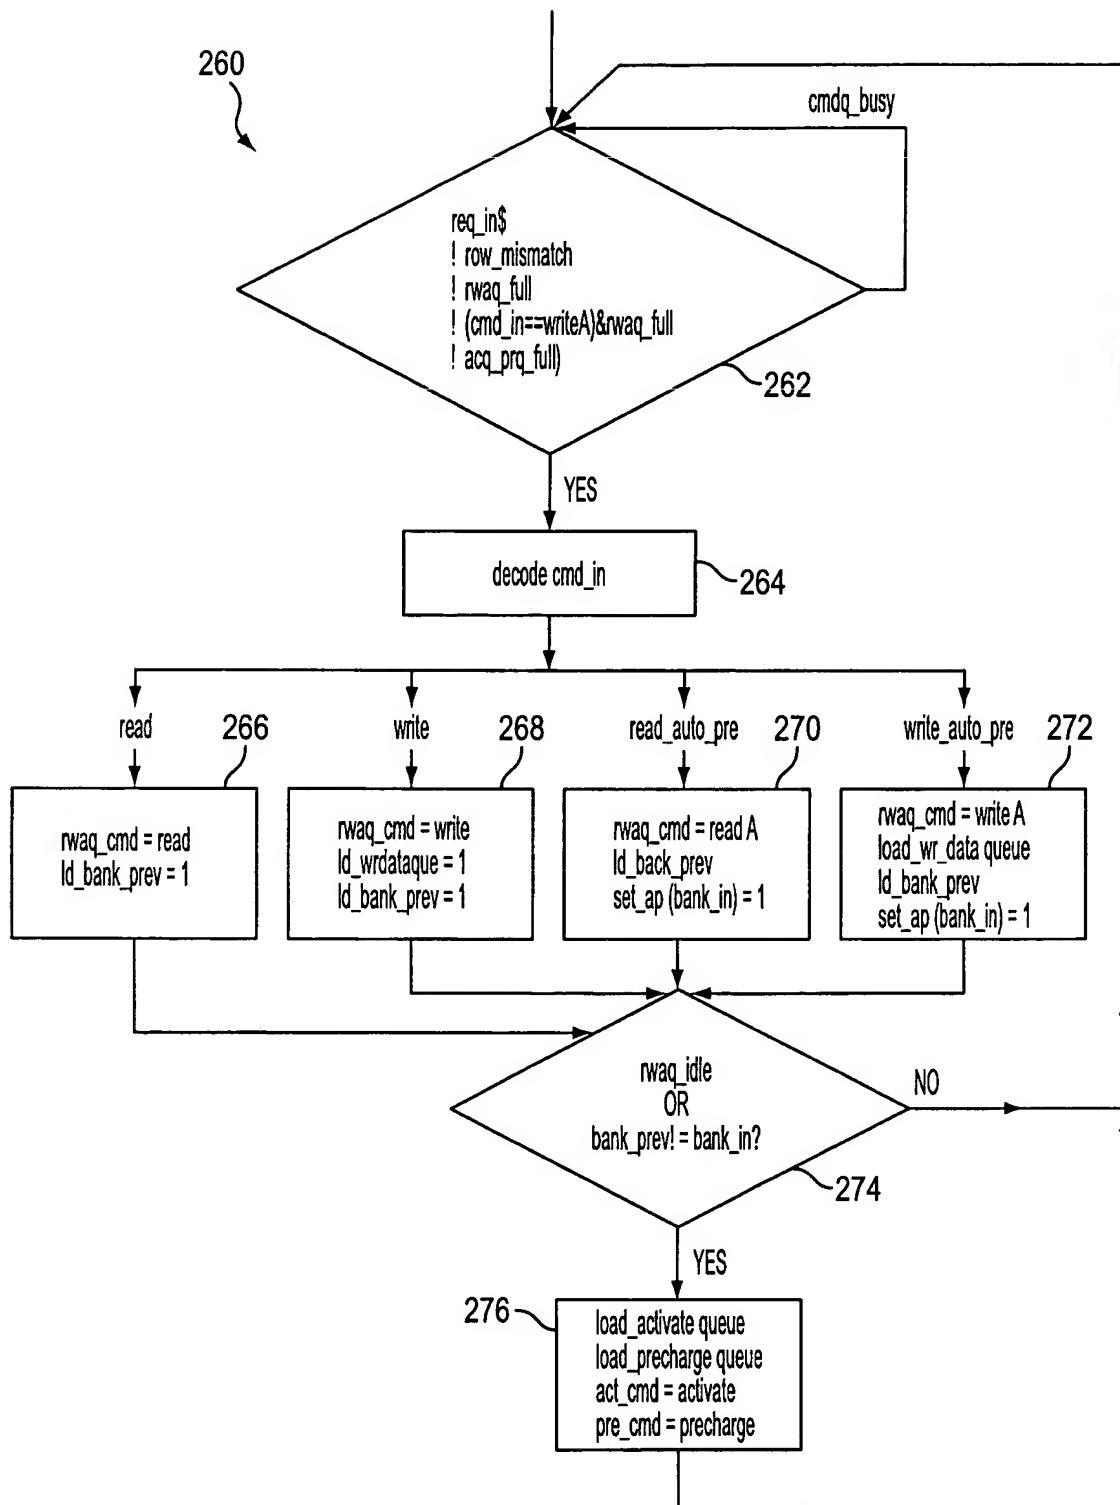 260
cmdq_busy
req_in$
! row_mismatch
! rwaq_full
! (cmd_in==writeA)&rwaq_full
! acq_prq_full)
262
YES
decode cmd_in
264
read
266
write
268
read_auto_pre
270
write_auto_pre
272
rwaq_cmd = read
ld_bank_prev = 1
rwaq_cmd = write
ld_wrdataque = 1
ld_bank_prev = 1
rwaq_cmd = read A
ld_back_prev
set_ap (bank_in) = 1
rwaq_cmd = write A
load_wr_data queue
ld_bank_prev
set_ap (bank_in) = 1
rwaq_idle
OR
bank_prev! = bank_in?
NO
274
YES
276
load_activate queue
load_precharge queue
act_cmd = activate
pre_cmd = precharge